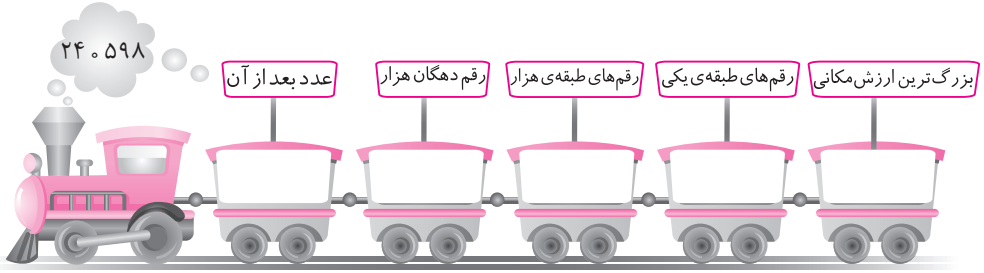 ۲۴۰۵۹۸
بزرگ‌ترین ارزش مکانی
رقم‌های طبقه‌ی یکی
رقم‌های طبقه‌ی هزار
رقم دهگان هزار
عدد بعد از آن